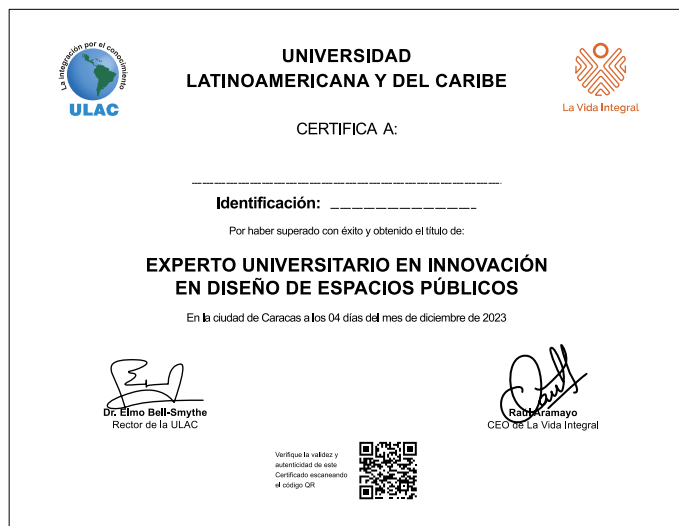 La integración por el conocimiento
ULAC
UNIVERSIDAD
LATINOAMERICANA Y DEL CARIBE
La Vida Integral
CERTIFICA A:
Identificación:
Por haber superado con éxito y obtenido el título de:
EXPERTO UNIVERSITARIO EN INNOVACIÓN
EN DISEÑO DE ESPACIOS PÚBLICOS
En la ciudad de Caracas a los 04 días del mes de diciembre de 2023
Dr. Elmo Bell-Smythe
Rector de la ULAC
Raúl Aramayo
CEO de La Vida Integral
Verifique la validez y
autenticidad de este
Certificado escaneando
el código QR